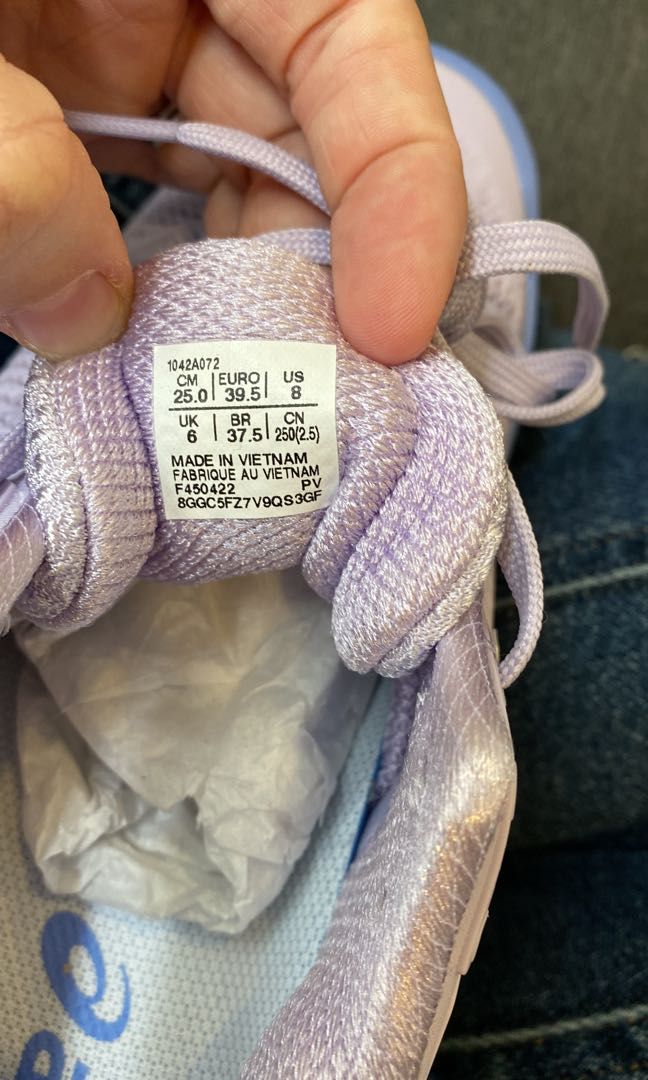 1042A072
CM EURO US
25.0 39.5 8
UK BR CN
6 37.5 250(2.5)
MADE IN VIETNAM
FABRIQUE AU VIETNAM
F450422 PV
8GGC5FZ7V9QS3GF